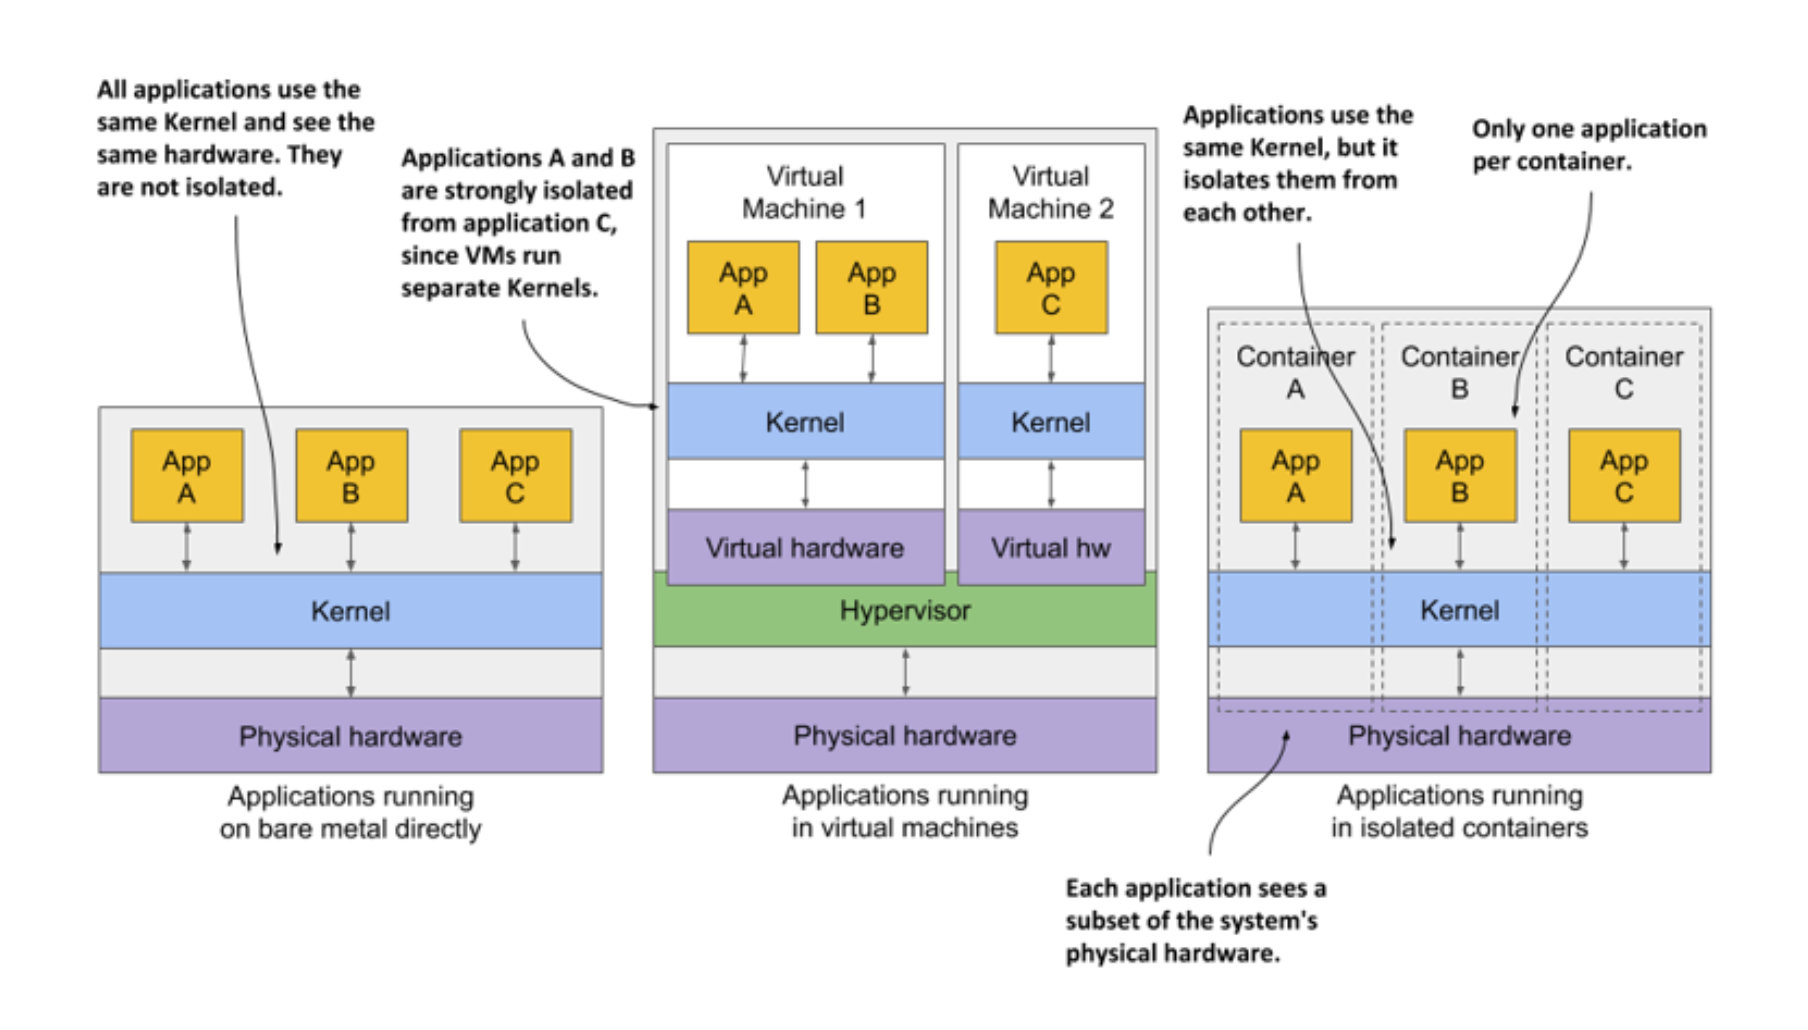 All applications use the
same Kernel and see the
same hardware. They
are not isolated.
App
A
App
B
App
C
Kernel
Physical hardware
Applications running
on bare metal directly
Applications A and B
are strongly isolated
from application C,
since VMs run
separate Kernels.
Virtual
Machine 1
App
A
App
B
Kernel
Virtual hardware
Virtual
Machine 2
App
C
Kernel
Virtual hw
Hypervisor
Physical hardware
Applications running
in virtual machines
Applications use the
same Kernel, but it
isolates them from
each other.
Only one application
per container.
Container
A
App
A
Container
B
App
B
Container
C
App
C
Kernel
Physical hardware
Applications running
in isolated containers
Each application sees a
subset of the system's
physical hardware.